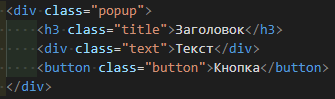 <div class="popup">
    <h3 class="title">Заголовок</h3>
    <div class="text">Текст</div>
    <button class="button">Кнопка</button>
</div>